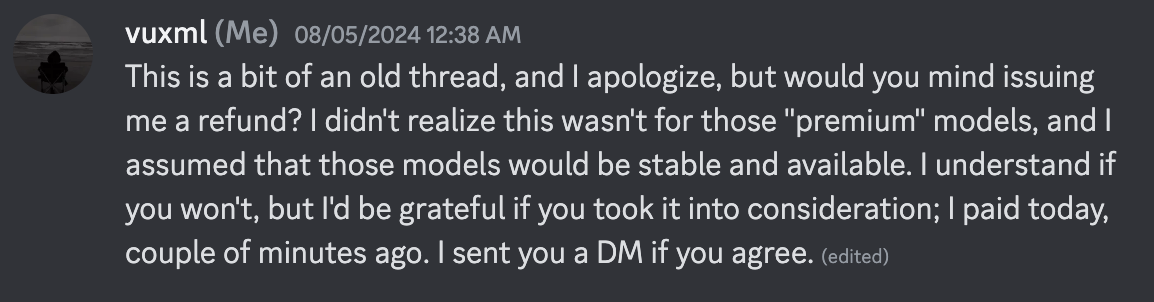 vuxml (Me) 08/05/2024 12:38 AM
This is a bit of an old thread, and I apologize, but would you mind issuing
me a refund? I didn't realize this wasn't for those "premium" models, and I
assumed that those models would be stable and available. I understand if
you won't, but I'd be grateful if you took it into consideration; I paid today,
couple of minutes ago. I sent you a DM if you agree. (edited)